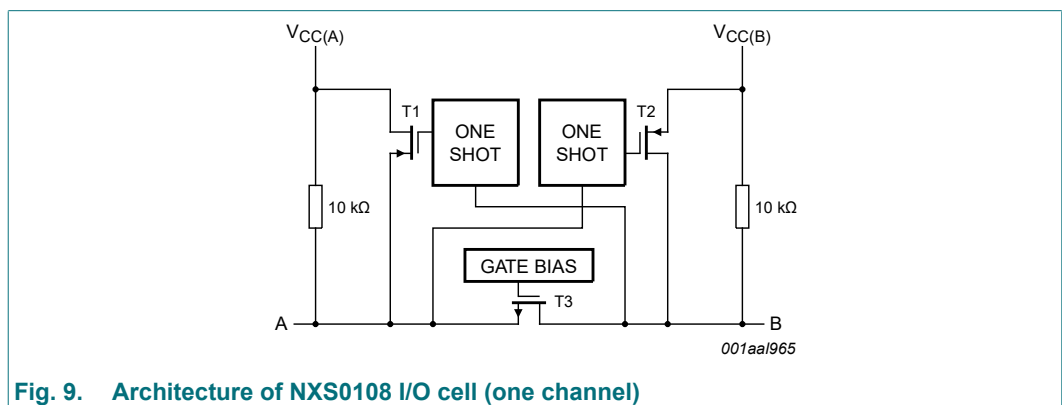 VCC(A)
VCC(B)
T1
ONE
SHOT
ONE
SHOT
T2
10 kΩ
10 kΩ
GATE BIAS
T3
A
B
001aal965
Fig. 9. Architecture of NXS0108 I/O cell (one channel)